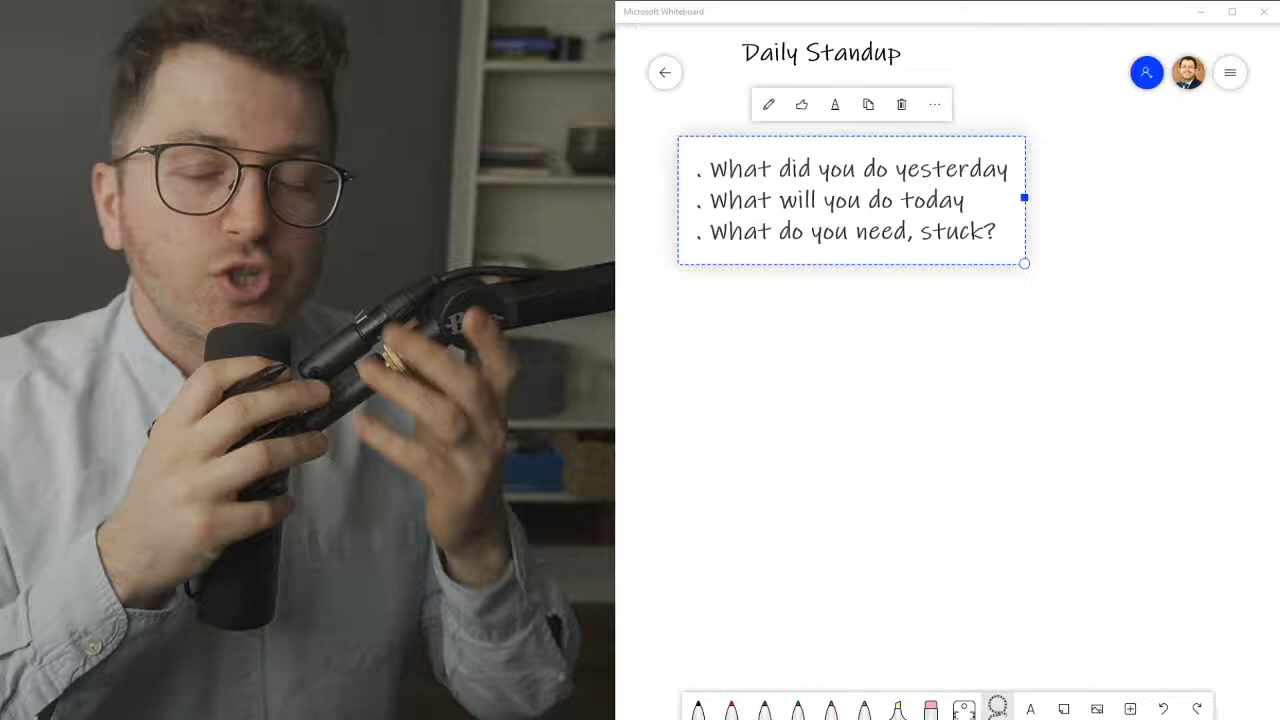 Microsoft Whiteboard
Daily Standup
. What did you do yesterday
. What will you do today
. What do you need, stuck?